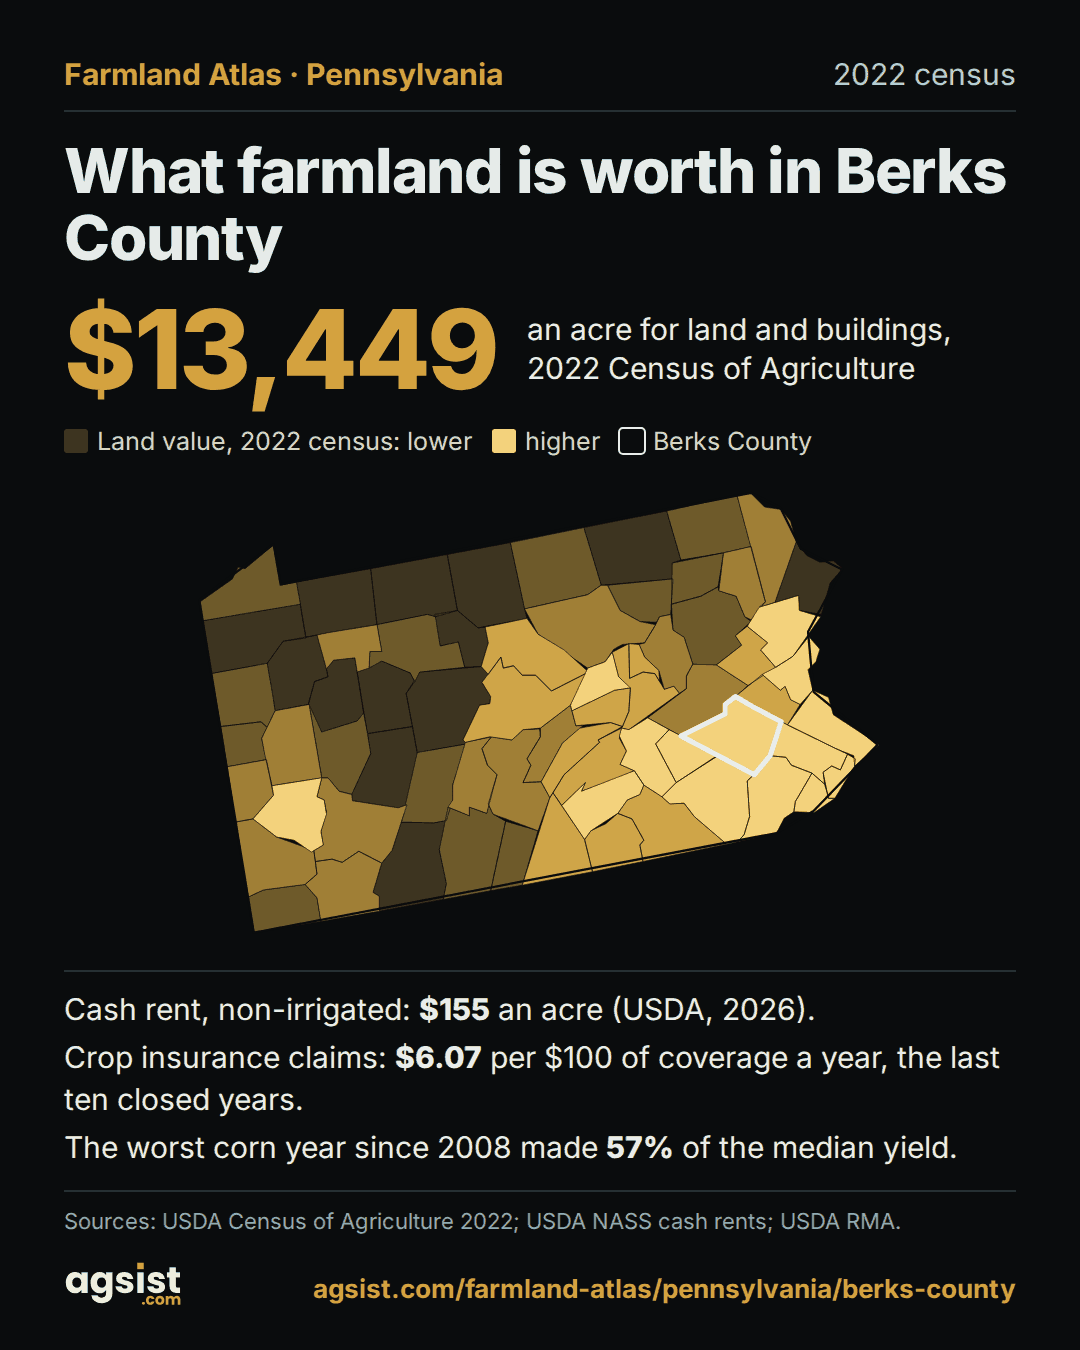 Farmland Atlas · Pennsylvania
2022 census
What farmland is worth in Berks
County
$13,449
an acre for land and buildings,
2022 Census of Agriculture
Land value, 2022 census: lower
higher
Berks County
Cash rent, non-irrigated: $155 an acre (USDA, 2026).
Crop insurance claims: $6.07 per $100 of coverage a year, the last
ten closed years.
The worst corn year since 2008 made 57% of the median yield.
Sources: USDA Census of Agriculture 2022; USDA NASS cash rents; USDA RMA.
agsist
.com
agsist.com/farmland-atlas/pennsylvania/berks-county